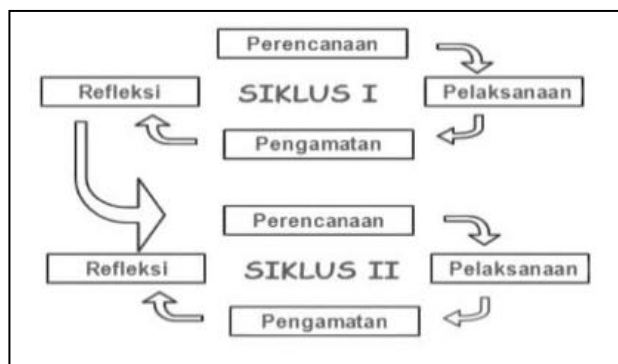 Perencanaan
Refleksi SIKLUS I Pelaksanaan
Pengamatan
Perencanaan
Refleksi SIKLUS II Pelaksanaan
Pengamatan